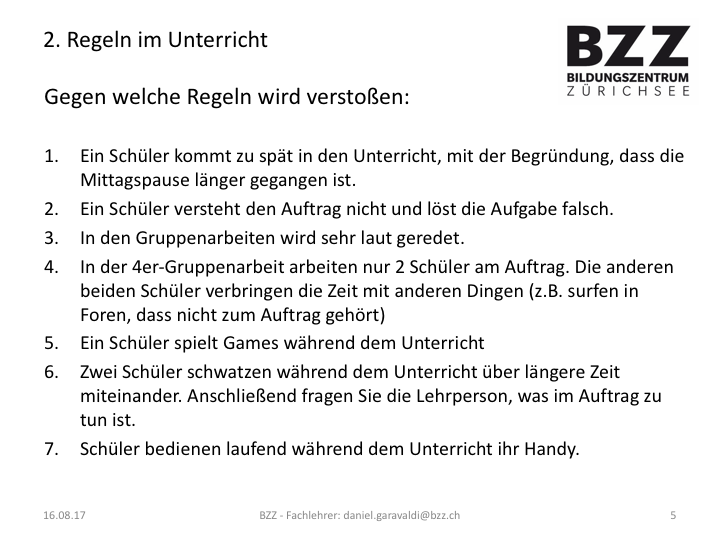 2. Regeln im Unterricht
BZZ
BILDUNGSZENTRUM
ZÜRICHSEE
Gegen welche Regeln wird verstoßen:
1. Ein Schüler kommt zu spät in den Unterricht, mit der Begründung, dass die
Mittagspause länger gegangen ist.
2. Ein Schüler versteht den Auftrag nicht und löst die Aufgabe falsch.
3. In den Gruppenarbeiten wird sehr laut geredet.
4. In der 4er-Gruppenarbeit arbeiten nur 2 Schüler am Auftrag. Die anderen
beiden Schüler verbringen die Zeit mit anderen Dingen (z.B. surfen in
Foren, dass nicht zum Auftrag gehört)
5. Ein Schüler spielt Games während dem Unterricht
6. Zwei Schüler schwatzen während dem Unterricht über längere Zeit
miteinander. Anschließend fragen Sie die Lehrperson, was im Auftrag zu
tun ist.
7. Schüler bedienen laufend während dem Unterricht ihr Handy.
16.08.17 BZZ - Fachlehrer: daniel.garavaldi@bzz.ch 5